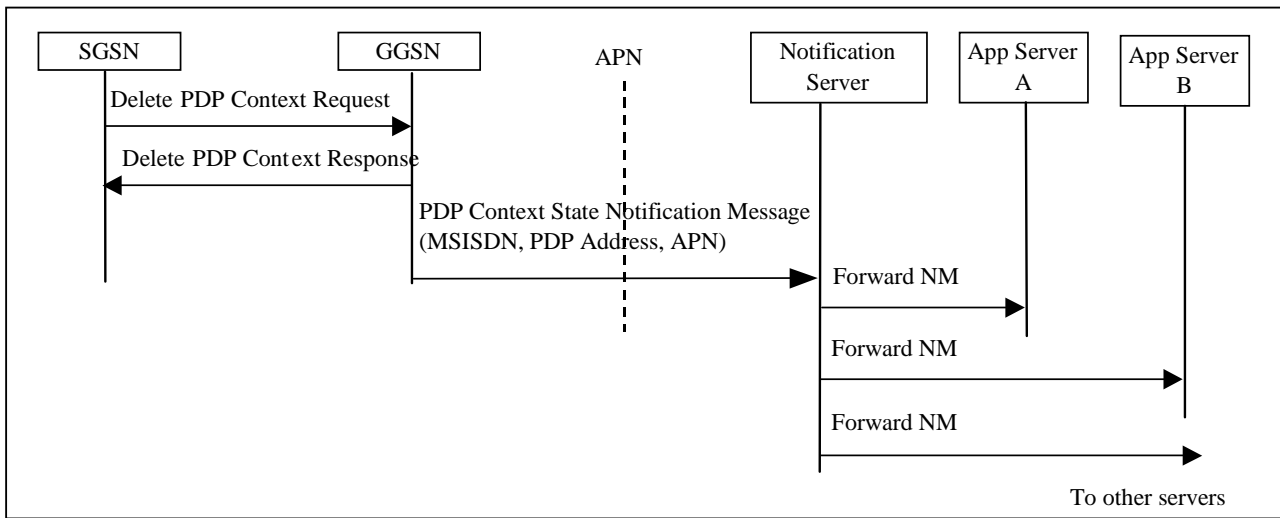 SGSN
GGSN
APN
Notification
Server
App Server
A
App Server
B
Delete PDP Context Request
Delete PDP Context Response
PDP Context State Notification Message
(MSISDN, PDP Address, APN)
Forward NM
Forward NM
Forward NM
To other servers